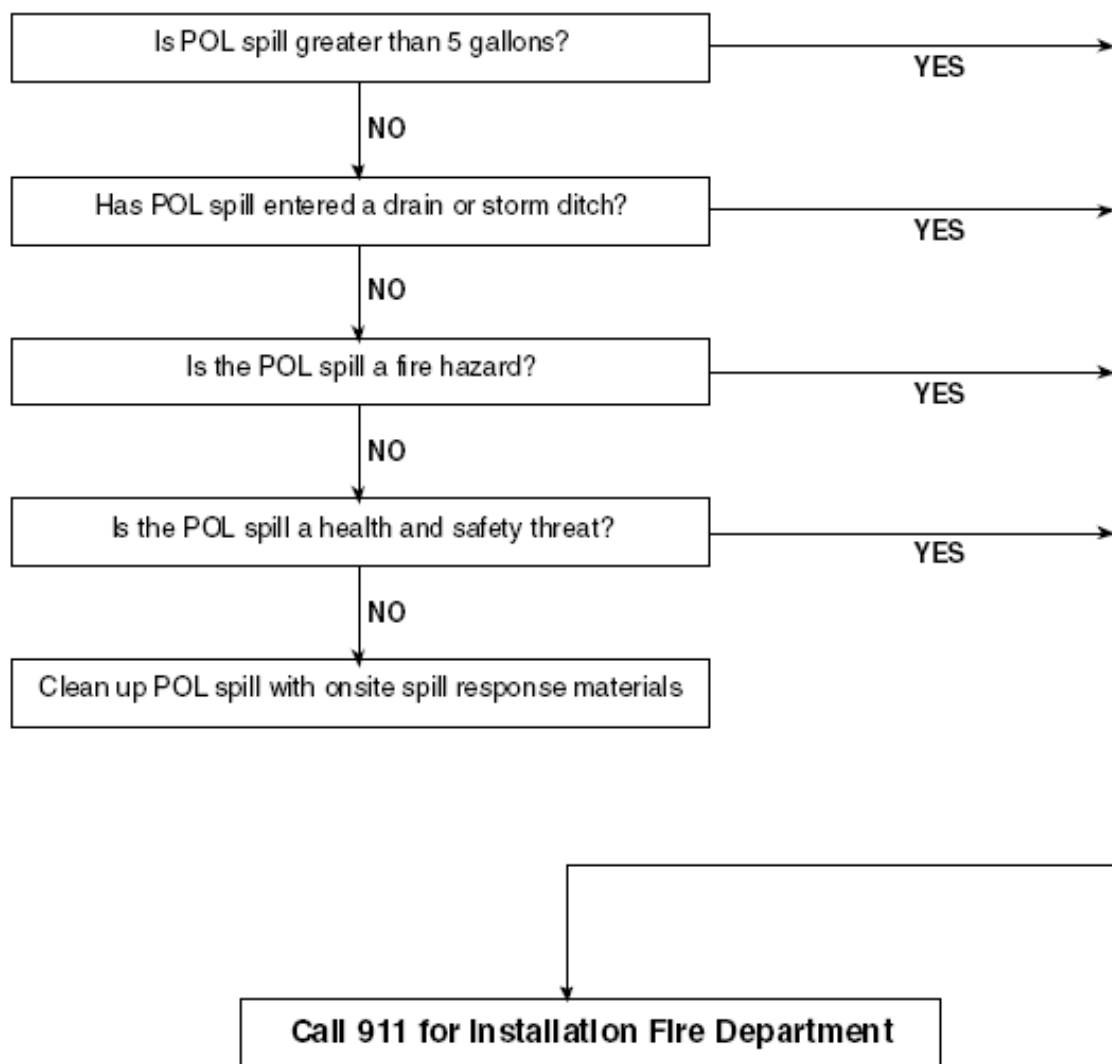 Is POL spill greater than 5 gallons?
YES
NO
Has POL spill entered a drain or storm ditch?
YES
NO
Is the POL spill a fire hazard?
YES
NO
Is the POL spill a health and safety threat?
YES
NO
Clean up POL spill with onsite spill response materials
Call 911 for Installation Fire Department